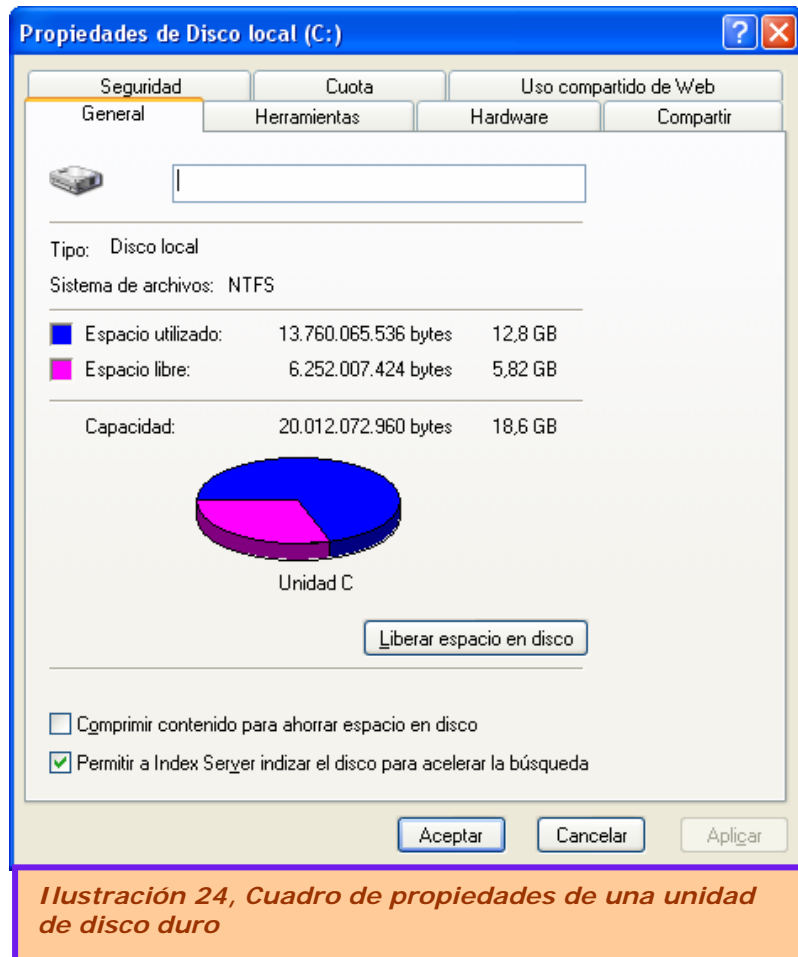 Propiedades de Disco local (C:)
Seguridad Cuota Uso compartido de Web
General Herramientas Hardware Compartir
Tipo: Disco local
Sistema de archivos: NTFS
Espacio utilizado: 13.760.065.536 bytes 12,8 GB
Espacio libre: 6.252.007.424 bytes 5,82 GB
Capacidad: 20.012.072.960 bytes 18,6 GB
Unidad C
Liberar espacio en disco
Comprimir contenido para ahorrar espacio en disco
Permitir a Index Server indizar el disco para acelerar la búsqueda
Aceptar Cancelar Aplicar
Ilustración 24, Cuadro de propiedades de una unidad
de disco duro